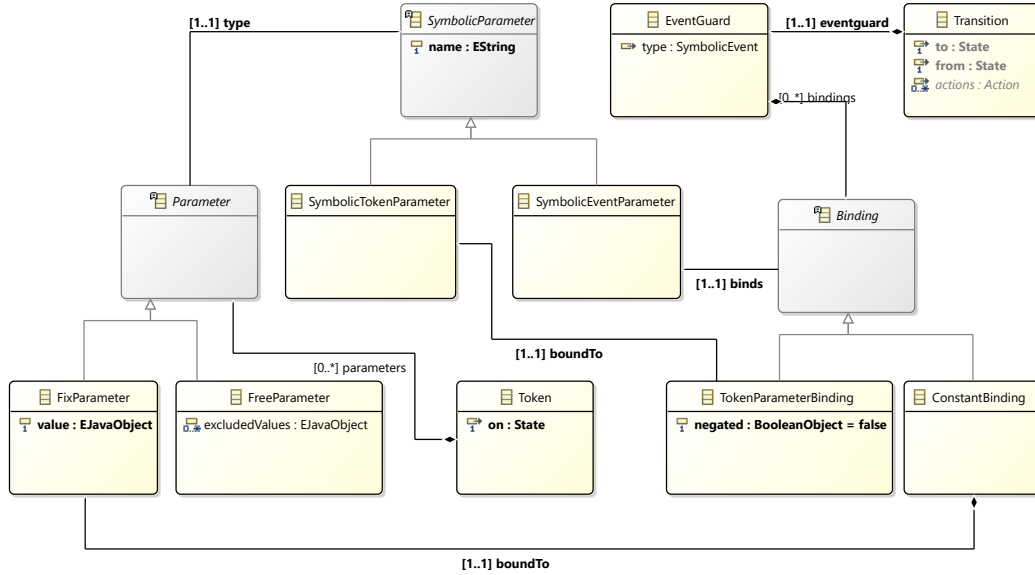 [1..1] type
SymbolicParameter
name : EString
EventGuard
type : SymbolicEvent
[1..1] eventguard
Transition
to : State
from : State
actions : Action
[0..*] bindings
Parameter
SymbolicTokenParameter
SymbolicEventParameter
Binding
[1..1] binds
[1..1] boundTo
[0..*] parameters
FixParameter
value : EJavaObject
FreeParameter
excludedValues : EJavaObject
Token
on : State
TokenParameterBinding
negated : BooleanObject = false
ConstantBinding
[1..1] boundTo